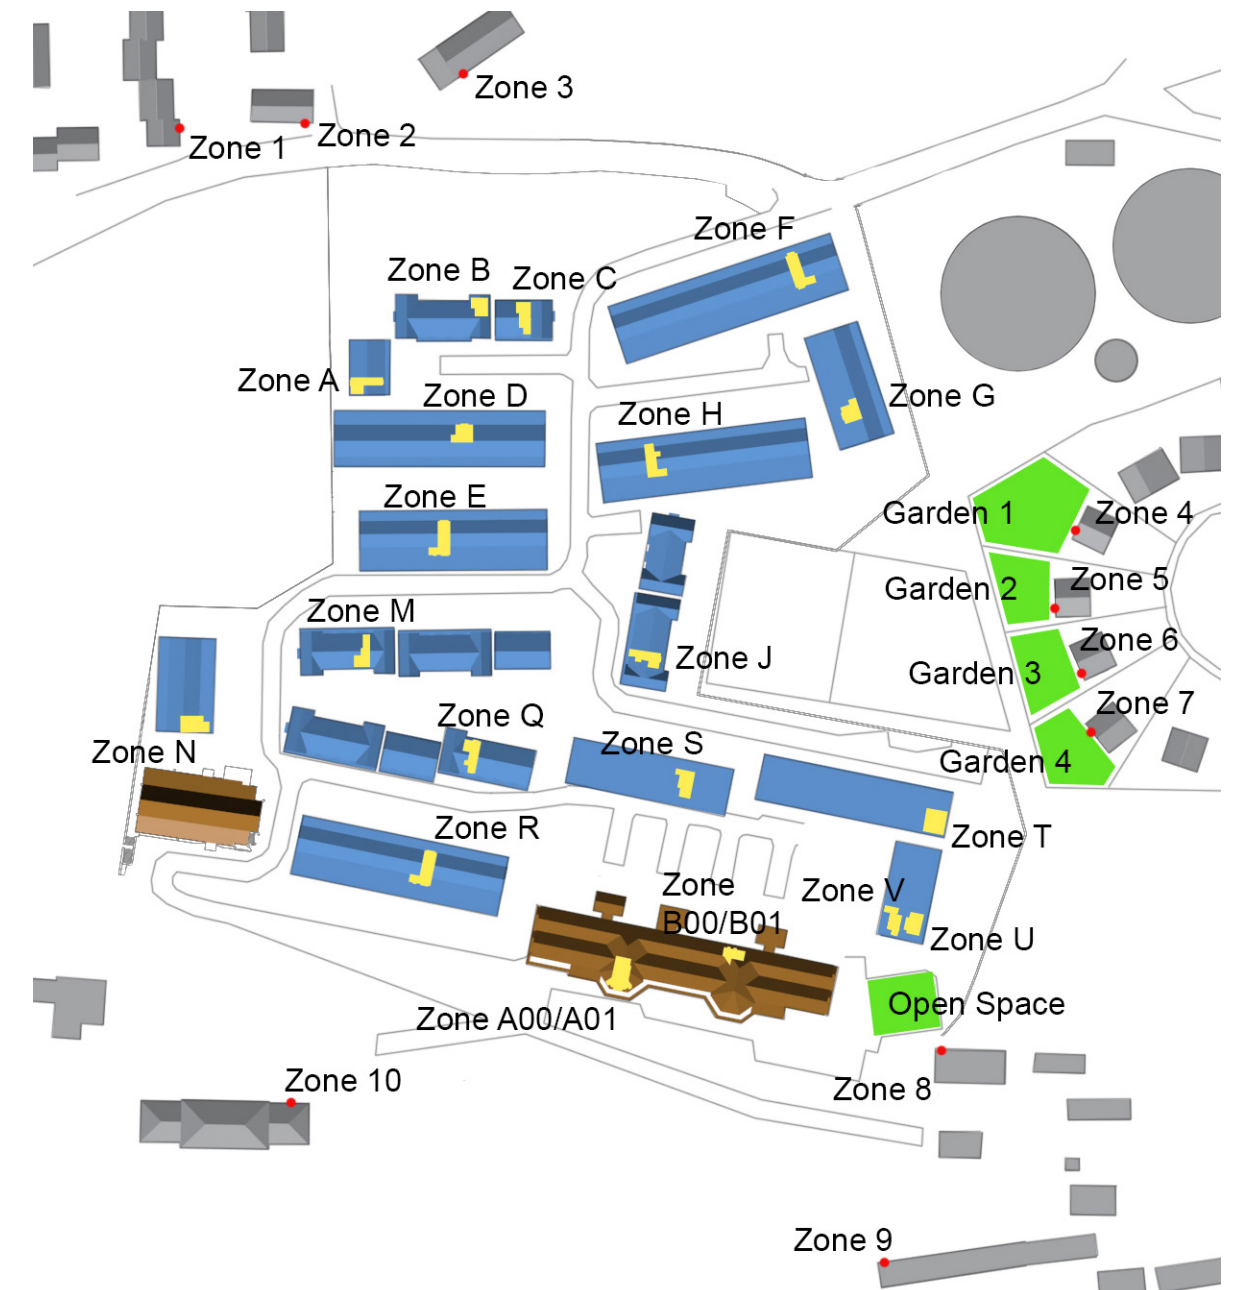 Zone 3
Zone 2
Zone 1
Zone F
Zone B
Zone C
Zone A
Zone D
Zone G
Zone H
Zone E
Garden 1
Zone 4
Zone 5
Garden 2
Zone M
Zone 6
Zone J
Garden 3
Zone 7
Zone Q
Zone S
Zone N
Garden 4
Zone R
Zone T
Zone
B00/B01
Zone V
Zone U
Open Space
Zone A00/A01
Zone 10
Zone 8
Zone 9